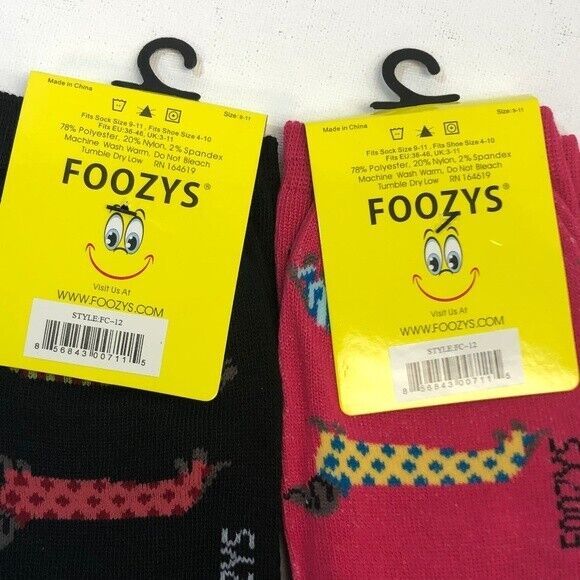 Made in China
Size: 9-11
Fits Sock Size 9-11 , Fits Shoe Size 4-10
Fits EU:36-46, UK:3-11
78% Polyester, 20% Nylon, 2% Spandex
Machine Wash Warm, Do Not Bleach
Tumble Dry Low RN 164619
FOOZYS®
Visit Us At
WWW.FOOZYS.COM
STYLE:FC-12
8 56843 00711 5
FOOZYS
Made in China
Size: 9-11
Fits Sock Size 9-11 , Fits Shoe Size 4-10
Fits EU:36-46, UK:3-11
78% Polyester, 20% Nylon, 2% Spandex
Machine Wash Warm, Do Not Bleach
Tumble Dry Low RN 164619
FOOZYS®
Visit Us At
WWW.FOOZYS.COM
STYLE:FC-12
8 56843 00711 5
FOOZYS